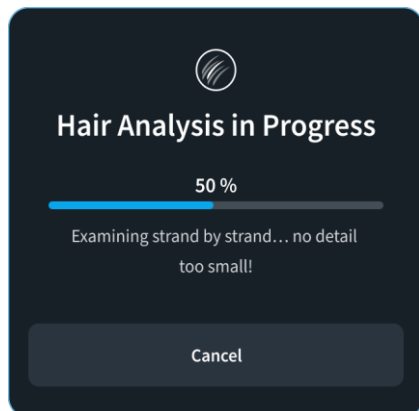 Hair Analysis in Progress
50 %
Examining strand by strand... no detail
too small!
Cancel